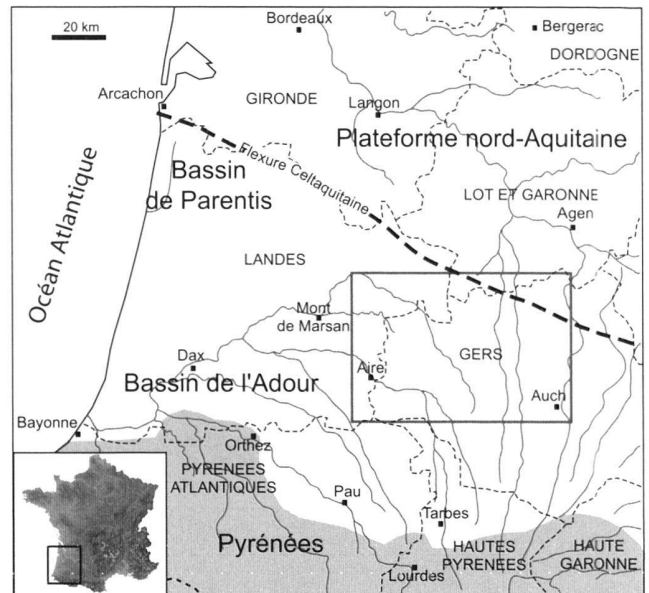 20 km
Bordeaux
Bergerac
DORDOGNE
Arcachon
GIRONDE
Langon
Plateforme nord-Aquitaine
Flexure Celtaquitaine
Bassin
de Parentis
LOT ET GARONNE
Agen
Océan Atlantique
LANDES
Mont
de Marsan
Dax
Aire
GERS
Bassin de l'Adour
Auch
Bayonne
Orthez
PYRENEES
ATLANTIQUES
Pau
Tarbes
Pyrénées
HAUTES
PYRENEES
HAUTE
GARONNE
Lourdes